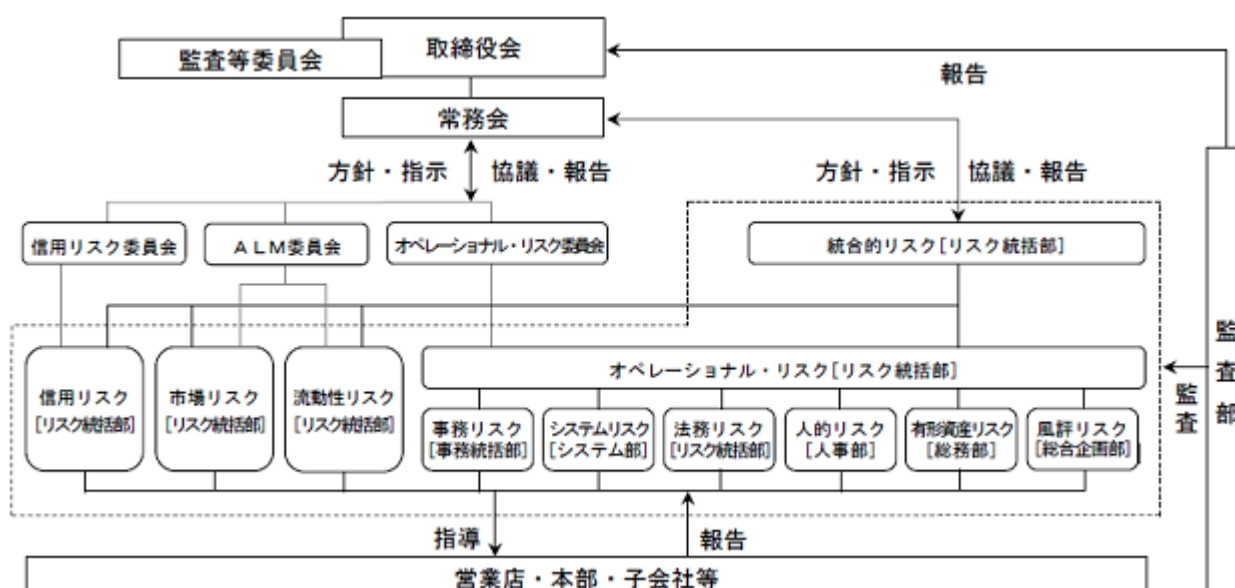 取締役会
監査等委員会
報告
常務会
方針・指示 協議・報告
方針・指示 協議・報告
信用リスク委員会
ALM委員会
オペレーショナル・リスク委員会
統合的リスク[リスク統括部]
監査部
監査
オペレーショナル・リスク[リスク統括部]
信用リスク
[リスク統括部]
市場リスク
[リスク統括部]
流動性リスク
[リスク統括部]
事務リスク
[事務統括部]
システムリスク
[システム部]
法務リスク
[リスク統括部]
人的リスク
[人事部]
有形資産リスク
[総務部]
風評リスク
[総合企画部]
指導
報告
営業店・本部・子会社等